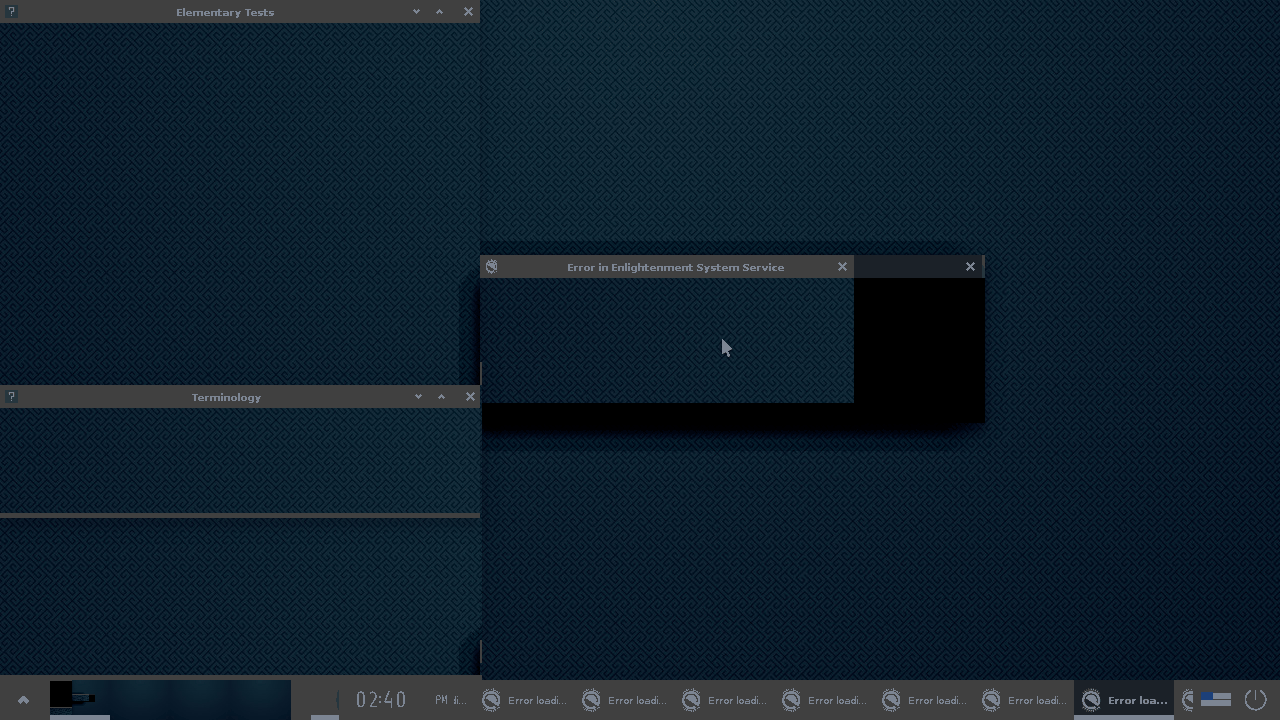 Elementary Tests
Error in Enlightenment System Service
Terminology
02:40 PM
Error loadi...
Error loadi...
Error loadi...
Error loadi...
Error loadi...
Error loadi...
Error loa...